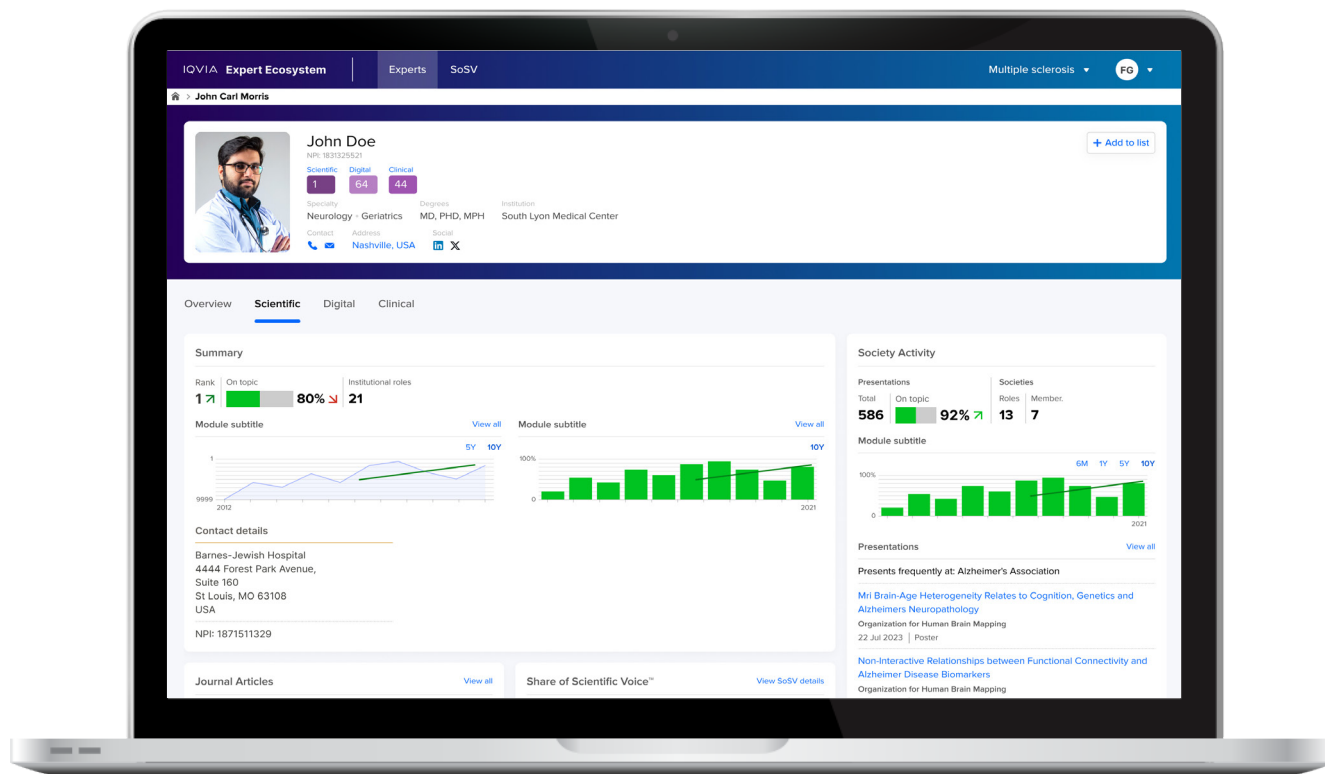 IQVIA Expert Ecosystem
Experts
SoSV
Multiple sclerosis
FG
> John Carl Morris
John Doe
NPI: 1831325521
Scientific Digital Clinical
1 64 44
Specialty Degrees Institution
Neurology · Geriatrics MD, PHD, MPH South Lyon Medical Center
Contact Address Social
Nashville, USA
+ Add to list
Overview Scientific Digital Clinical
Summary
Rank On topic Institutional roles
1 80% 21
Module subtitle View all
5Y 10Y
1
9999
2012
Module subtitle View all
10Y
100%
0
2021
Contact details
Barnes-Jewish Hospital
4444 Forest Park Avenue,
Suite 160
St Louis, MO 63108
USA
NPI: 1871511329
Journal Articles View all
Share of Scientific Voice™ View SoSV details
Society Activity
Presentations Societies
Total On topic Roles Member.
586 92% 13 7
Module subtitle
6M 1Y 5Y 10Y
100%
0
2021
Presentations View all
Presents frequently at: Alzheimer's Association
Mri Brain-Age Heterogeneity Relates to Cognition, Genetics and
Alzheimers Neuropathology
Organization for Human Brain Mapping
22 Jul 2023 | Poster
Non-Interactive Relationships between Functional Connectivity and
Alzheimer Disease Biomarkers
Organization for Human Brain Mapping